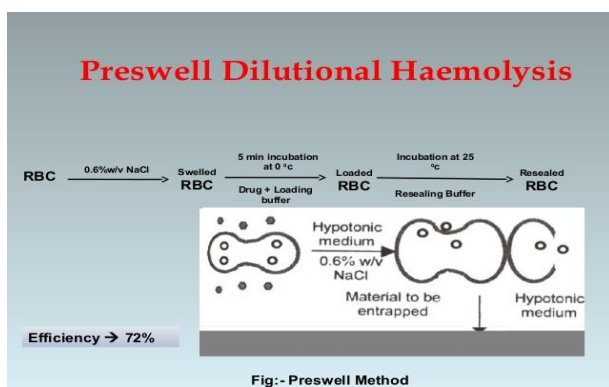 Preswell Dilutional Haemolysis
RBC
0.6%w/v NaCl
Swelled
RBC
5 min incubation
at 0 °c
Drug + Loading
buffer
Loaded
RBC
Incubation at 25
°c
Resealing Buffer
Resealed
RBC
Hypotonic
medium
0.6% w/v
NaCl
Material to be
entrapped
Hypotonic
medium
Efficiency → 72%
Fig:- Preswell Method